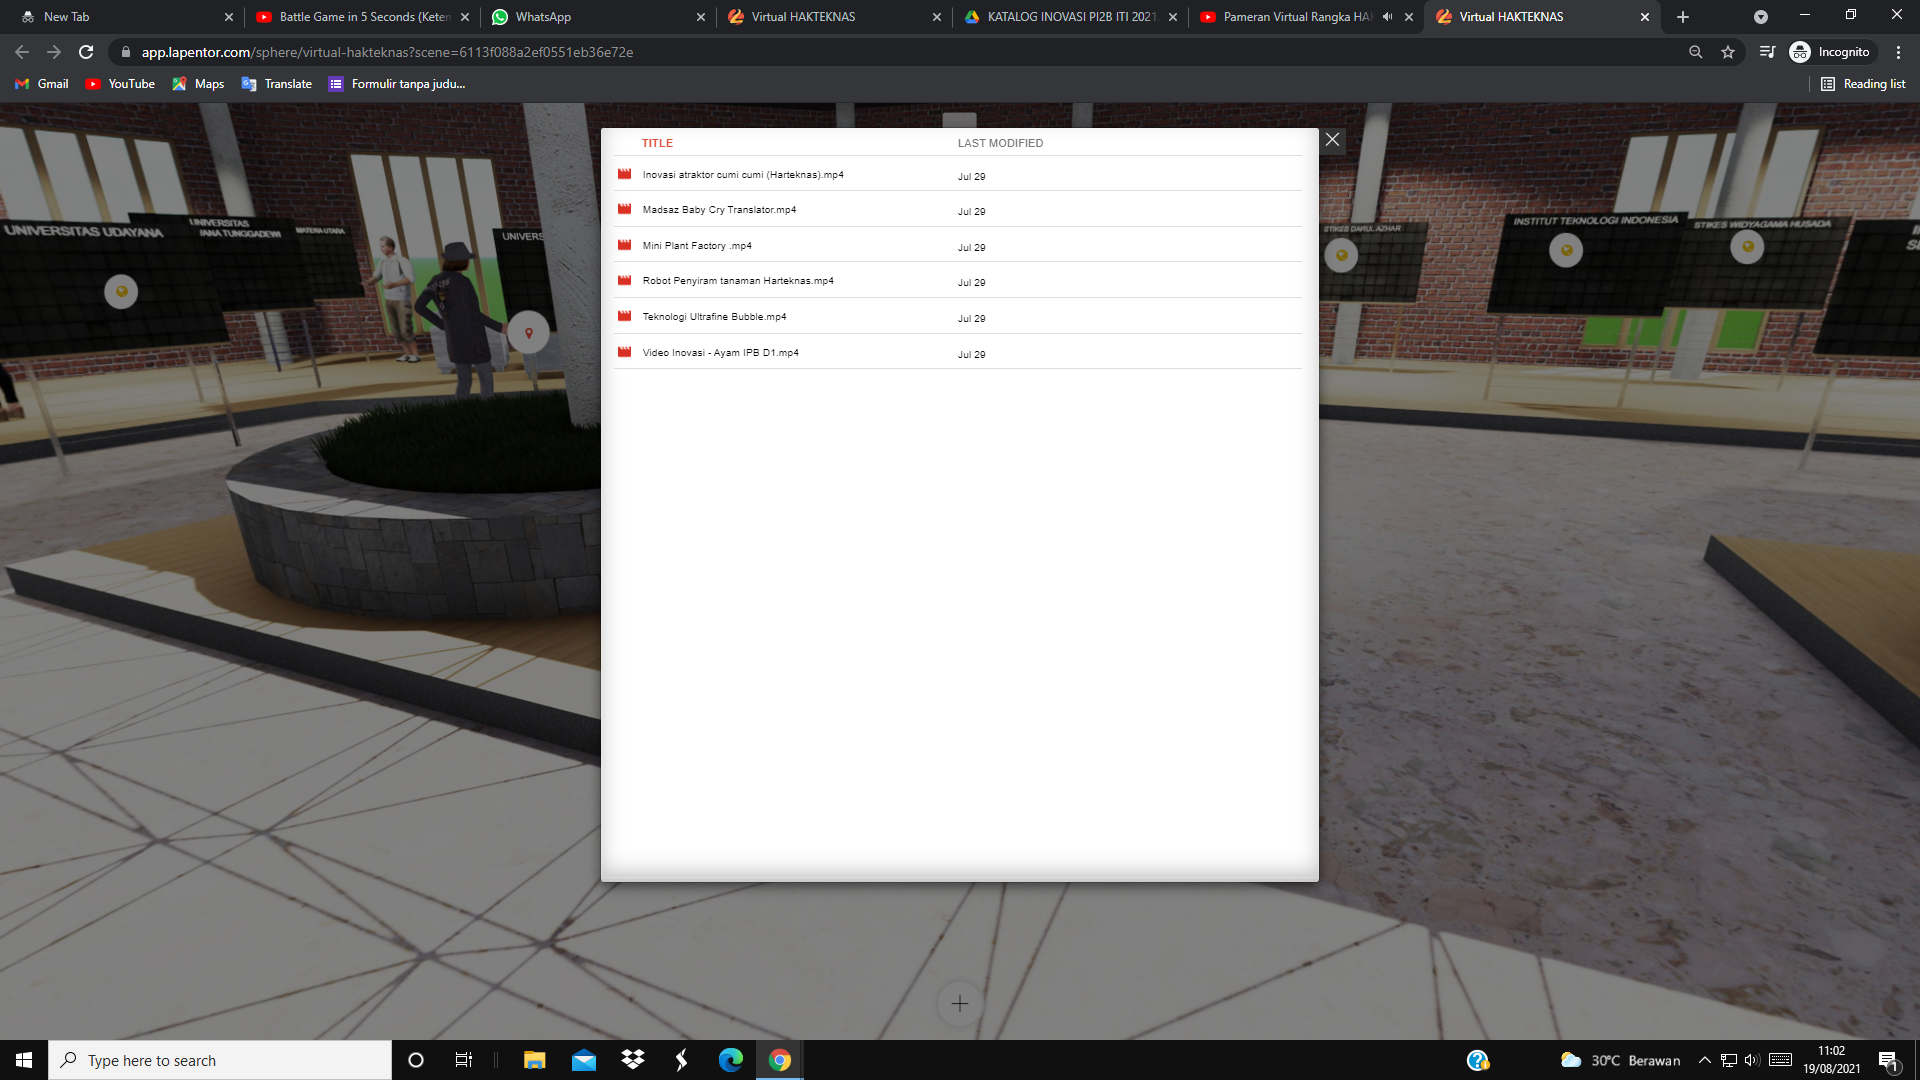 New Tab
Battle Game in 5 Seconds (Keten
WhatsApp
Virtual HAKTEKNAS
KATALOG INOVASI PI2B ITI 2021.
Pameran Virtual Rangka HAK
Virtual HAKTEKNAS
app.lapentor.com/sphere/virtual-hakteknas?scene=6113f088a2ef0551eb36e72e
Incognito
Gmail
YouTube
Maps
Translate
Formulir tanpa judu...
Reading list
TITLE LAST MODIFIED
Inovasi atraktor cumi cumi (Harteknas).mp4 Jul 29
Madsaz Baby Cry Translator.mp4 Jul 29
Mini Plant Factory .mp4 Jul 29
Robot Penyiram tanaman Harteknas.mp4 Jul 29
Teknologi Ultrafine Bubble.mp4 Jul 29
Video Inovasi - Ayam IPB D1.mp4 Jul 29
UNIVERSITAS UDAYANA
UNIVERSITAS
IANA TUNGGADEWI
UNIVERS
STIKES DARUL AZHAR
INSTITUT TEKNOLOGI INDONESIA
STIKES WIDYAGAMA HUSADA
Type here to search
30°C Berawan
11:02
19/08/2021
1